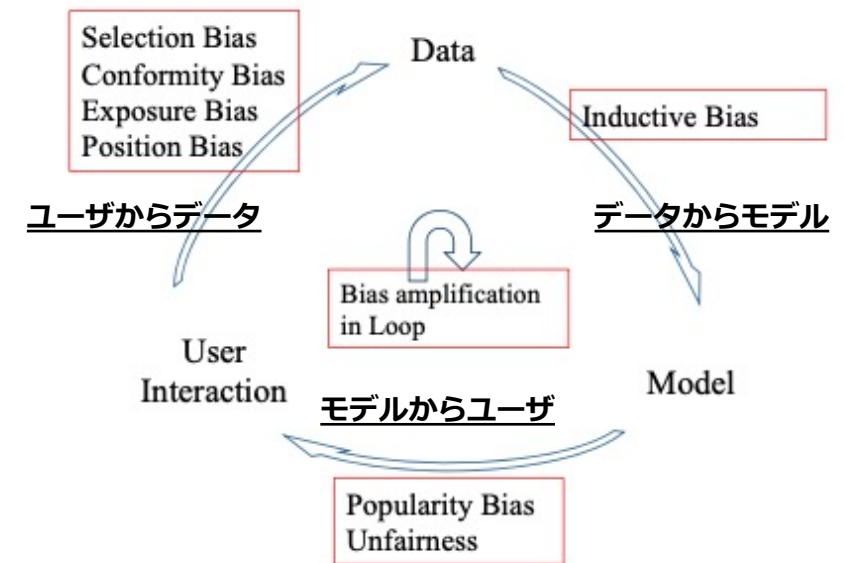 Selection Bias
Conformity Bias
Exposure Bias
Position Bias
Data
Inductive Bias
ユーザからデータ
データからモデル
Bias amplification
in Loop
User
Interaction
Model
モデルからユーザ
Popularity Bias
Unfairness